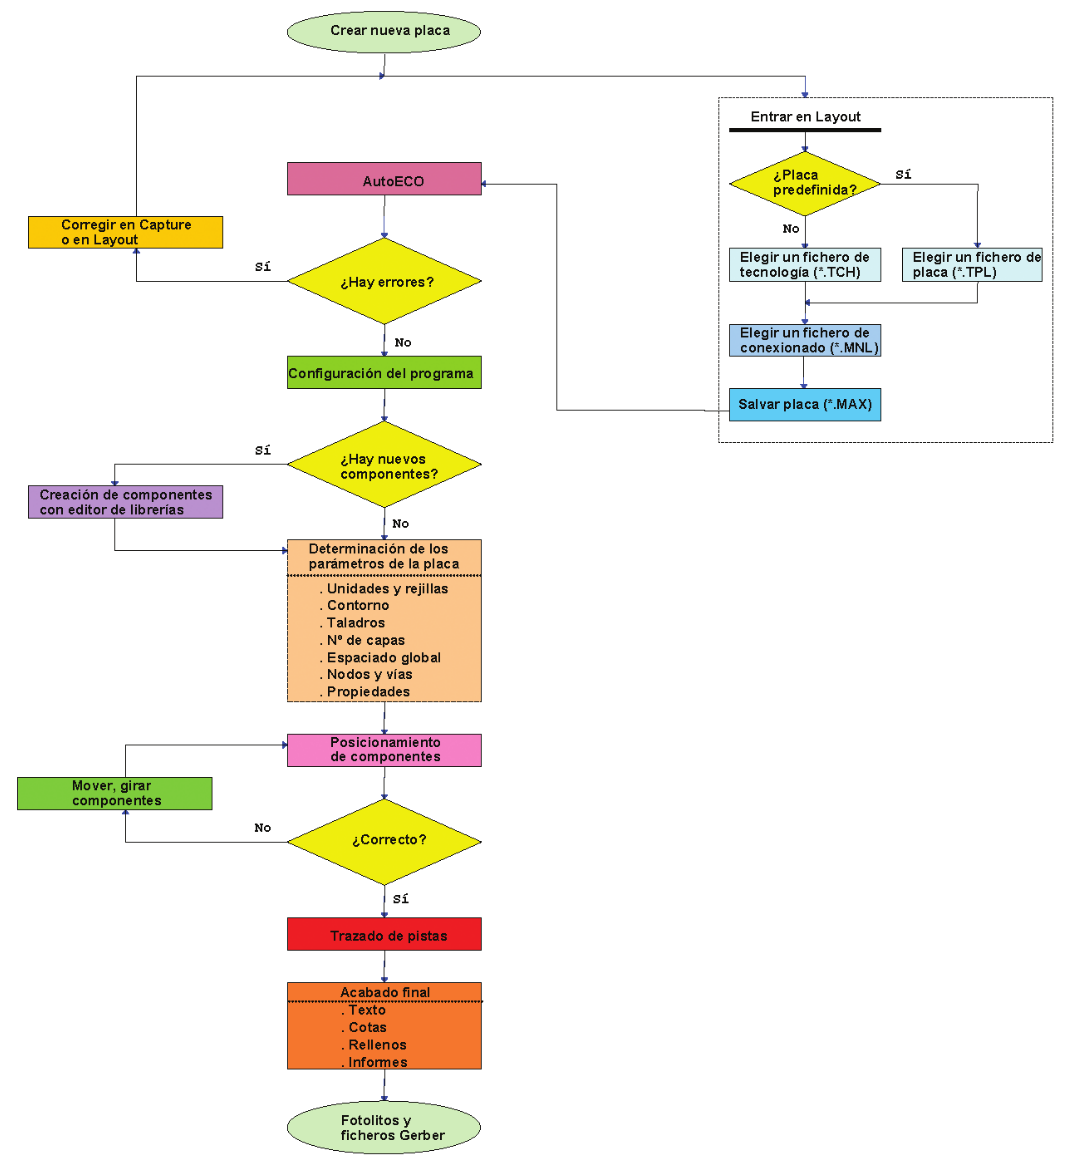 Crear nueva placa
Entrar en Layout
¿Placa
predefinida?
Sí
No
Elegir un fichero de
tecnología (*.TCH)
Elegir un fichero de
placa (*.TPL)
Elegir un fichero de
conexionado (*.MNL)
Salvar placa (*.MAX)
AutoECO
Corregir en Capture
o en Layout
Sí
¿Hay errores?
No
Configuración del programa
Sí
¿Hay nuevos
componentes?
Creación de componentes
con editor de librerías
No
Determinación de los
parámetros de la placa
. Unidades y rejillas
. Contorno
. Taladros
. Nº de capas
. Espaciado global
. Nodos y vías
. Propiedades
Posicionamiento
de componentes
Mover, girar
componentes
No
¿Correcto?
Sí
Trazado de pistas
Acabado final
. Texto
. Cotas
. Rellenos
. Informes
Fotolitos y
ficheros Gerber